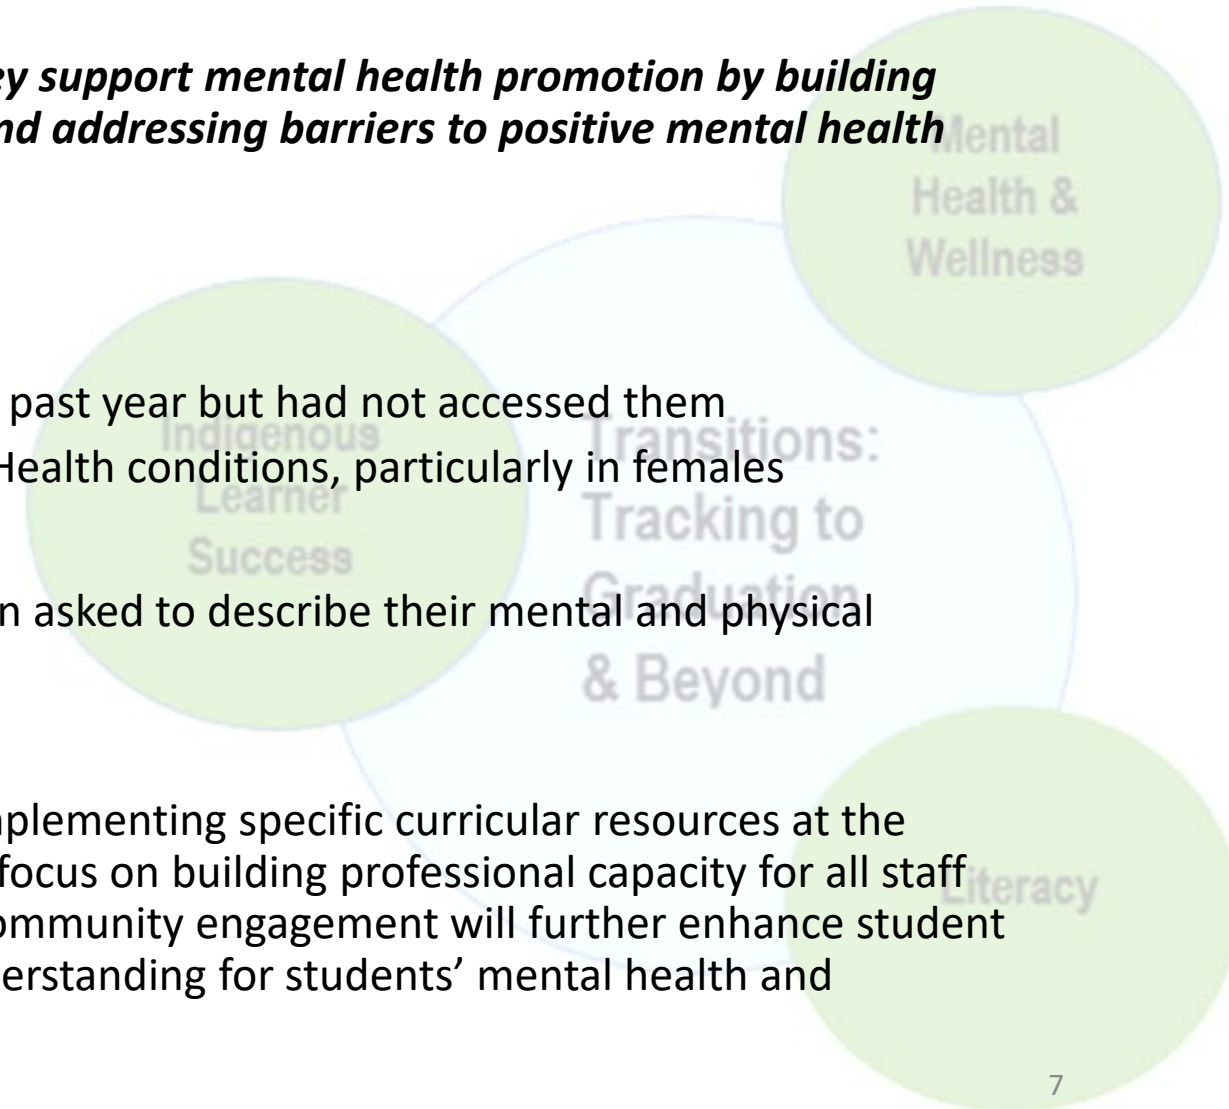 ey support mental health promotion by building
nd addressing barriers to positive mental health
Mental
Health &
Wellness
past year but had not accessed them
Health conditions, particularly in females
Indigenous
Learner
Success
Transitions:
Tracking to
Graduation
& Beyond
n asked to describe their mental and physical
mplementing specific curricular resources at the
focus on building professional capacity for all staff
ommunity engagement will further enhance student
derstanding for students’ mental health and
Literacy
7